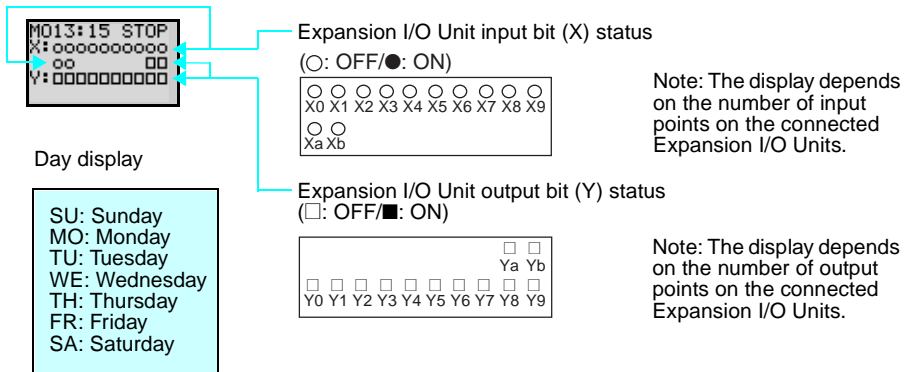 MO13:15 STOP
X:○○○○○○○○○○
○○ □□
Y:□□□□□□□□□□
Expansion I/O Unit input bit (X) status
(○: OFF/●: ON)
X0 X1 X2 X3 X4 X5 X6 X7 X8 X9
Xa Xb
Note: The display depends
on the number of input
points on the connected
Expansion I/O Units.
Day display
SU: Sunday
MO: Monday
TU: Tuesday
WE: Wednesday
TH: Thursday
FR: Friday
SA: Saturday
Expansion I/O Unit output bit (Y) status
(□: OFF/■: ON)
Ya Yb
Y0 Y1 Y2 Y3 Y4 Y5 Y6 Y7 Y8 Y9
Note: The display depends
on the number of output
points on the connected
Expansion I/O Units.